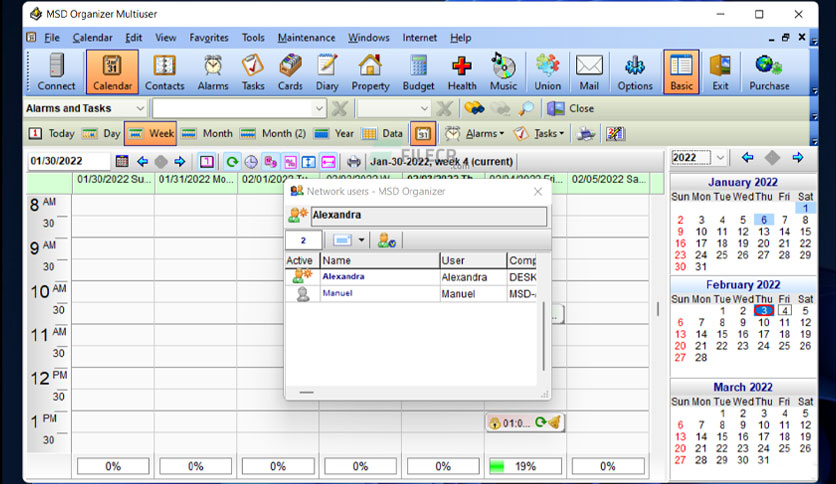 MSD Organizer Multiuser
File Calendar Edit View Favorites Tools Maintenance Windows Internet Help
Connect Calendar Contacts Alarms Tasks Cards Diary Property Budget Health Music Union Mail Options Basic Exit Purchase
Alarms and Tasks Close
Today Day Week Month Month (2) Year Data Alarms Tasks
FILECR
.com
01/30/2022 Jan-30-2022, week 4 (current) 2022
01/30/2022 Su... 01/31/2022 Mo... 02/01/2022 02/04/2022 Fri... 02/05/2022 Sa...
Network users - MSD Organizer
Alexandra
2
Active Name User Comp
Alexandra Alexandra DESK
Manuel Manuel MSD-
8 AM
30
9 AM
30
10 AM
30
11 AM
30
12 PM
30
1 PM
30
01:0...
0% 0% 0% 0% 0% 19% 0%
January 2022
Sun Mon Tue Wed Thu Fri Sat
1
2 3 4 5 6 7 8
9 10 11 12 13 14 15
16 17 18 19 20 21 22
23 24 25 26 27 28 29
30 31
February 2022
Sun Mon Tue Wed Thu Fri Sat
1 2 3 4 5
6 7 8 9 10 11 12
13 14 15 16 17 18 19
20 21 22 23 24 25 26
27 28
March 2022
Sun Mon Tue Wed Thu Fri Sat
1 2 3 4 5
6 7 8 9 10 11 12
13 14 15 16 17 18 19
20 21 22 23 24 25 26
27 28 29 30 31